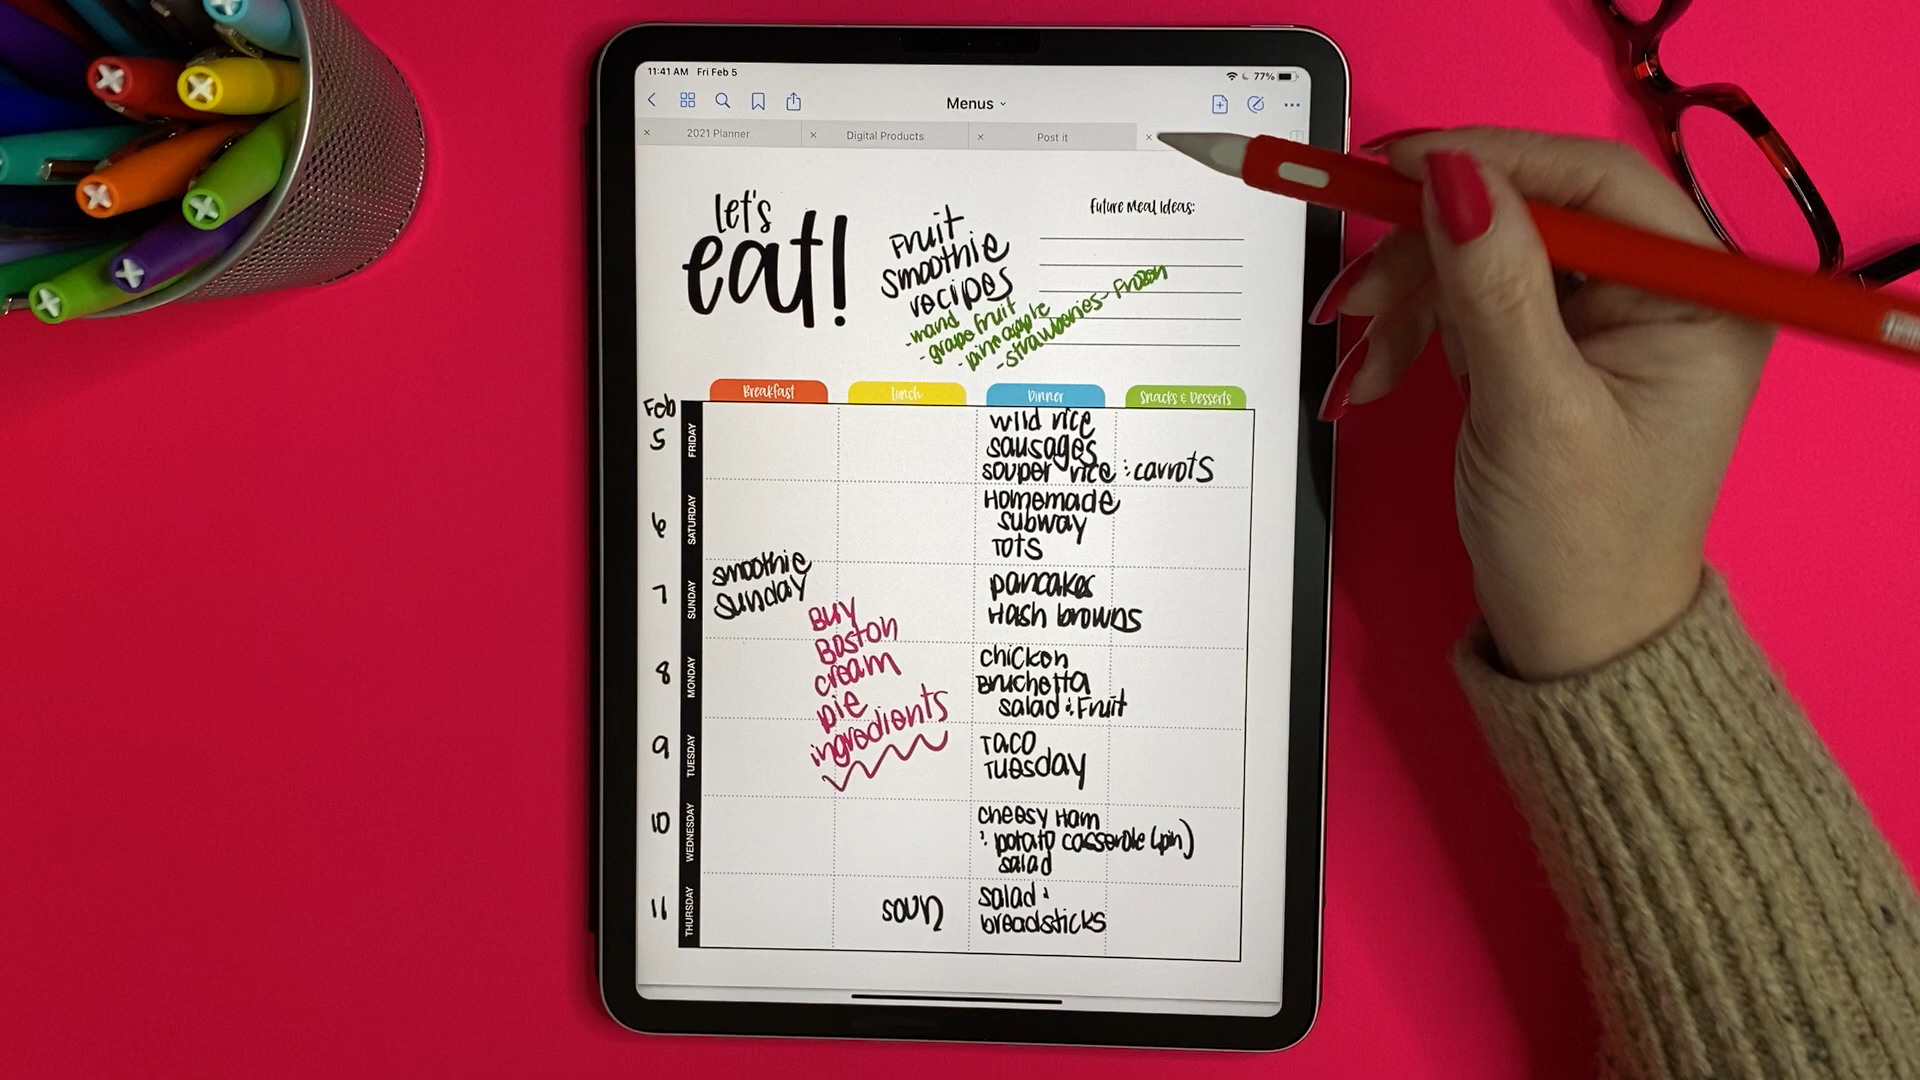 11:41 AM Fri Feb 5
77%
Menus
2021 Planner
Digital Products
Post it
let's
eat!
Fruit
smoothie
recipes
-grapefruit
-pineapple
-strawberries-frozen
Future Meal Ideas:
Breakfast
Lunch
Dinner
Snacks & Desserts
Feb
5
FRIDAY
wild rice
sausages
souper rice & carrots
6
SATURDAY
Homemade
subway
TOTS
7
SUNDAY
smoothie
sunday
pancakes
Hash browns
Buy
Boston
cream
pie
ingredients
8
MONDAY
chicken
Bruchetta
salad & Fruit
9
TUESDAY
TACO
TUesday
10
WEDNESDAY
cheesy Ham
& potato casserole (pin)
salad
11
THURSDAY
soup
salad &
breadsticks